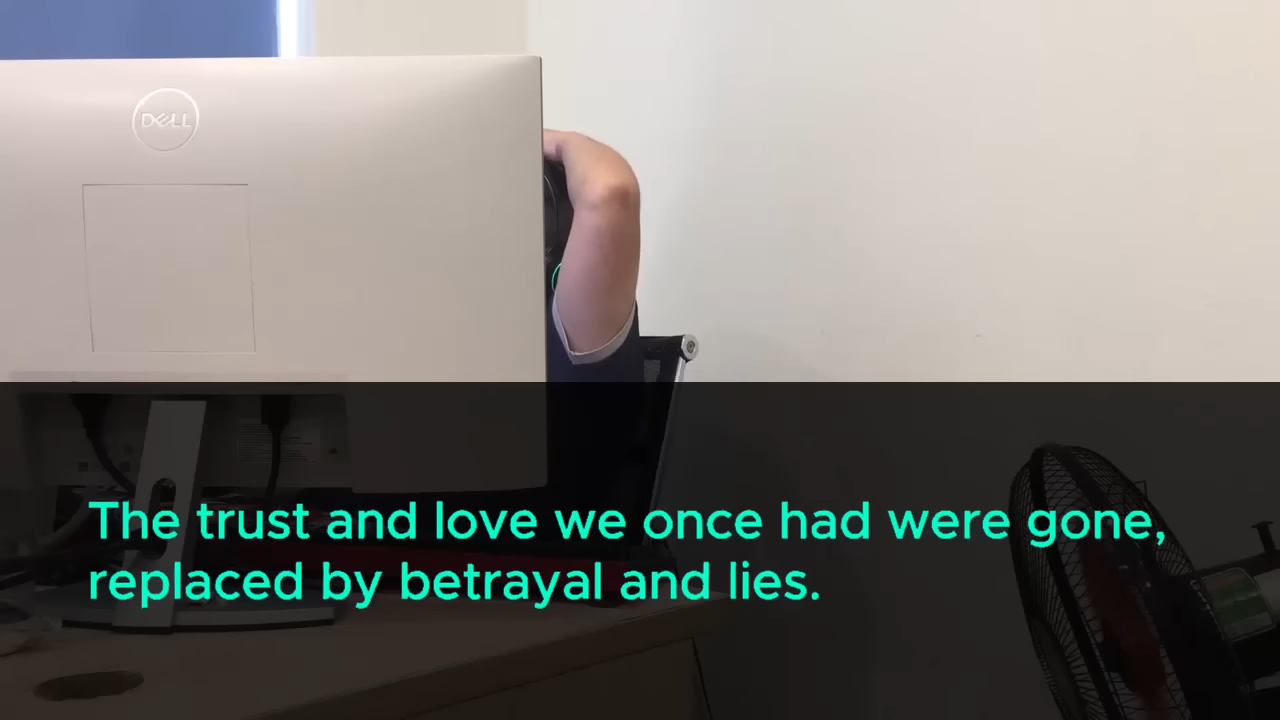 DELL
The trust and love we once had were gone,
replaced by betrayal and lies.